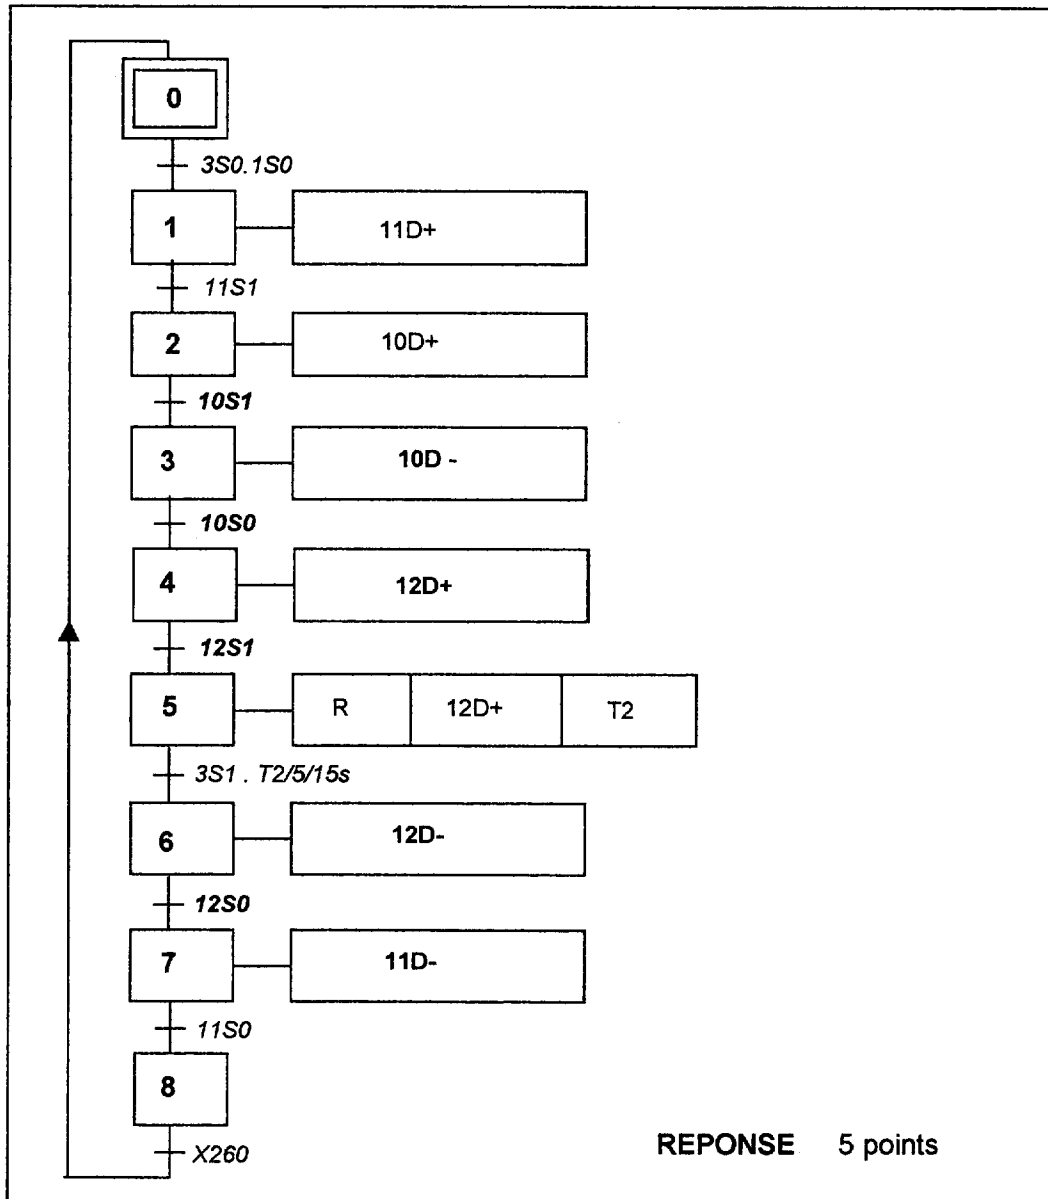 0
3S0.1S0
1 11D+
11S1
2 10D+
10S1
3 10D -
10S0
4 12D+
12S1
5 R 12D+ T2
3S1 . T2/5/15s
6 12D-
12S0
7 11D-
11S0
8
X260
REPONSE 5 points